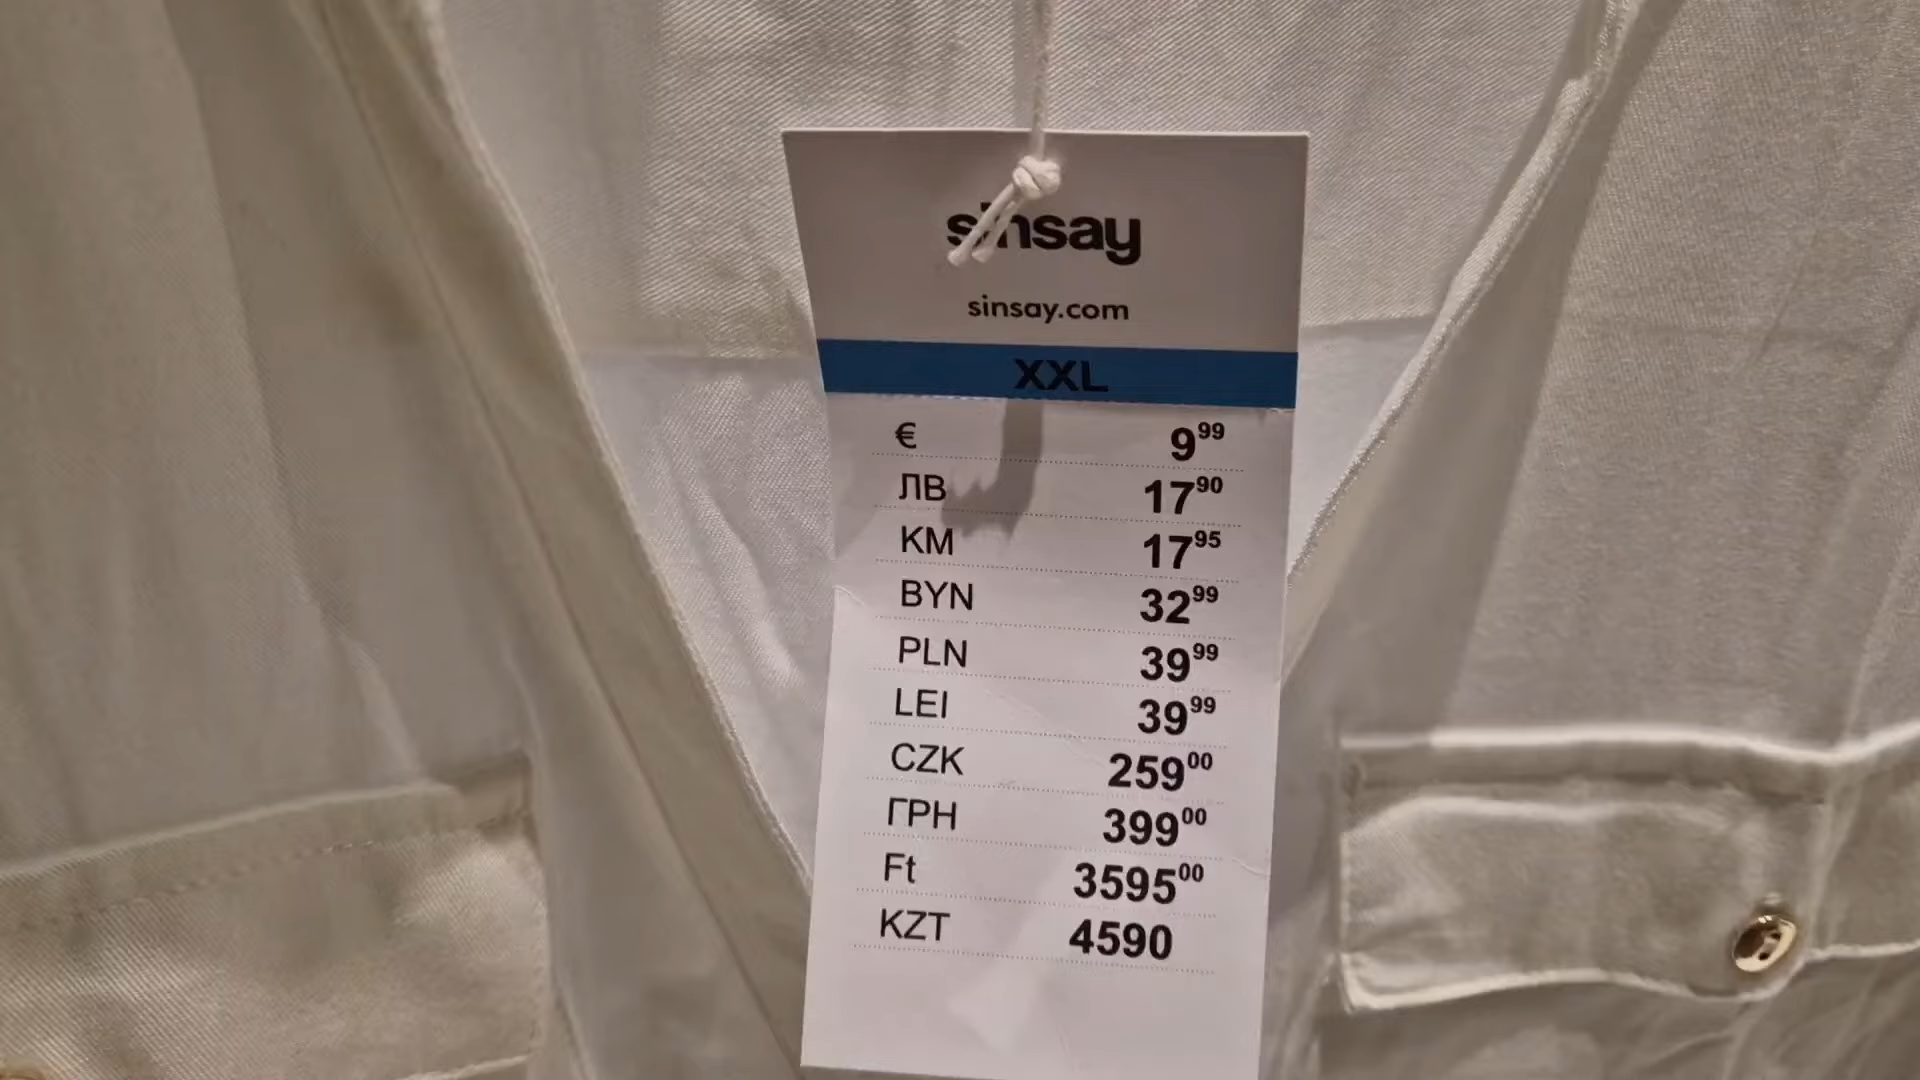 sinsay
sinsay.com
XXL
€ 9⁹⁹
ЛВ 17⁹⁰
KM 17⁹⁵
BYN 32⁹⁹
PLN 39⁹⁹
LEI 39⁹⁹
CZK 259⁰⁰
ГРН 399⁰⁰
Ft 3595⁰⁰
KZT 4590